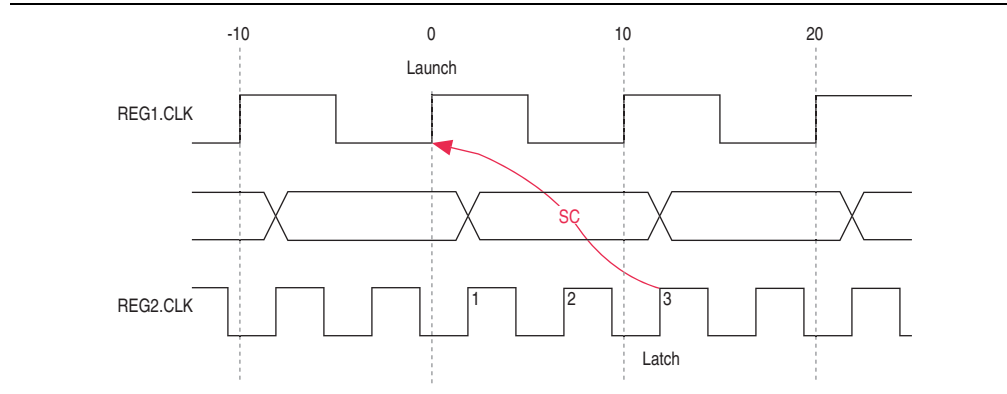 -10 0 10 20
Launch
REG1.CLK
SC
REG2.CLK 1 2 3
Latch